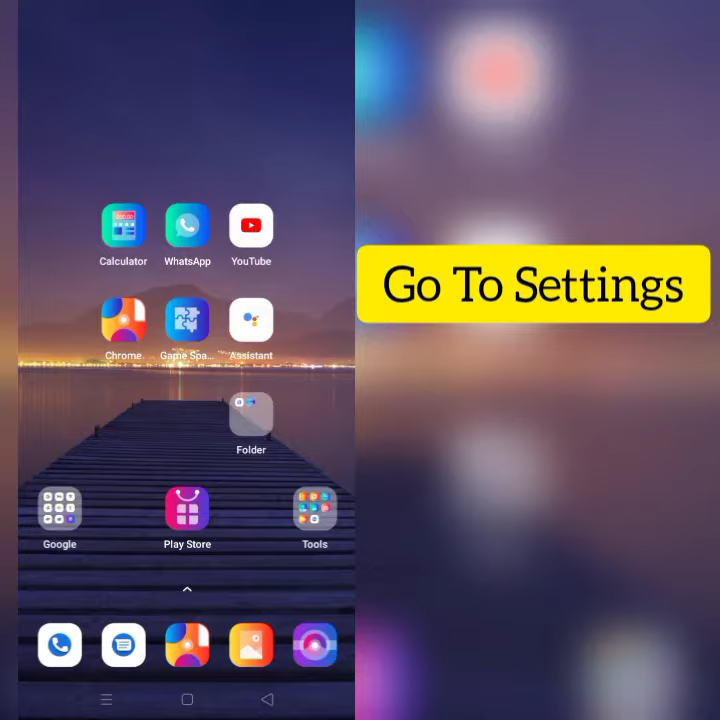 Calculator
WhatsApp
YouTube
Chrome
Game Spa...
Assistant
Folder
Google
Play Store
Tools
Go To Settings